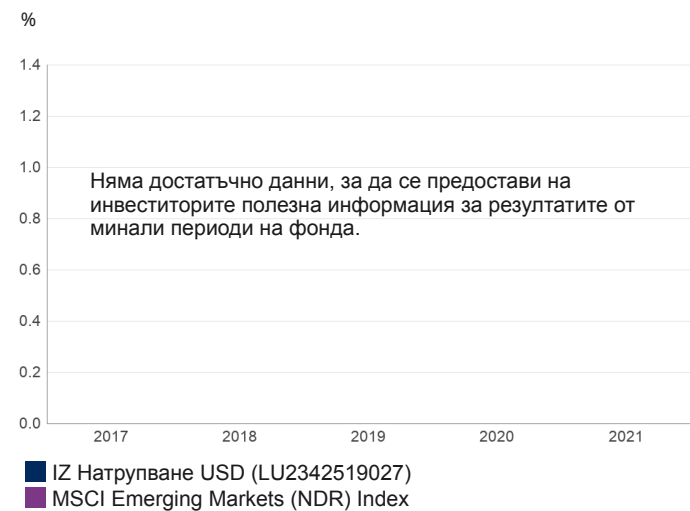 %
1.4
1.2
1.0
Няма достатъчно данни, за да се предостави на
инвеститорите полезна информация за резултатите от
минали периоди на фонда.
0.8
0.6
0.4
0.2
0.0
2017 2018 2019 2020 2021
IZ Натрупване USD (LU2342519027)
MSCI Emerging Markets (NDR) Index